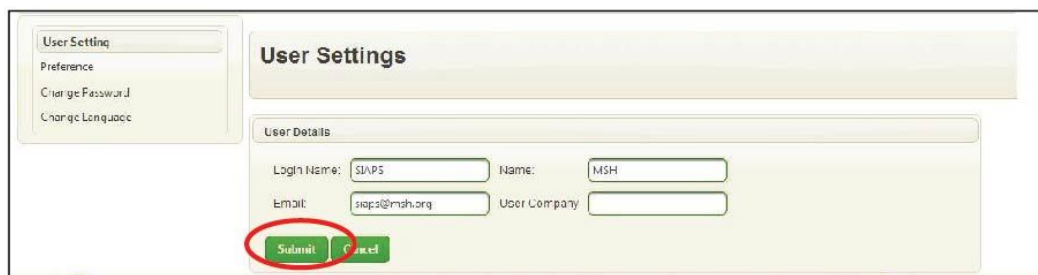 User Setting
Preference
Change Password
Change Language
User Settings
User Details
Login Name: SIAPS Name: MSH
Email: siaps@msh.org User Company
Submit Cancel